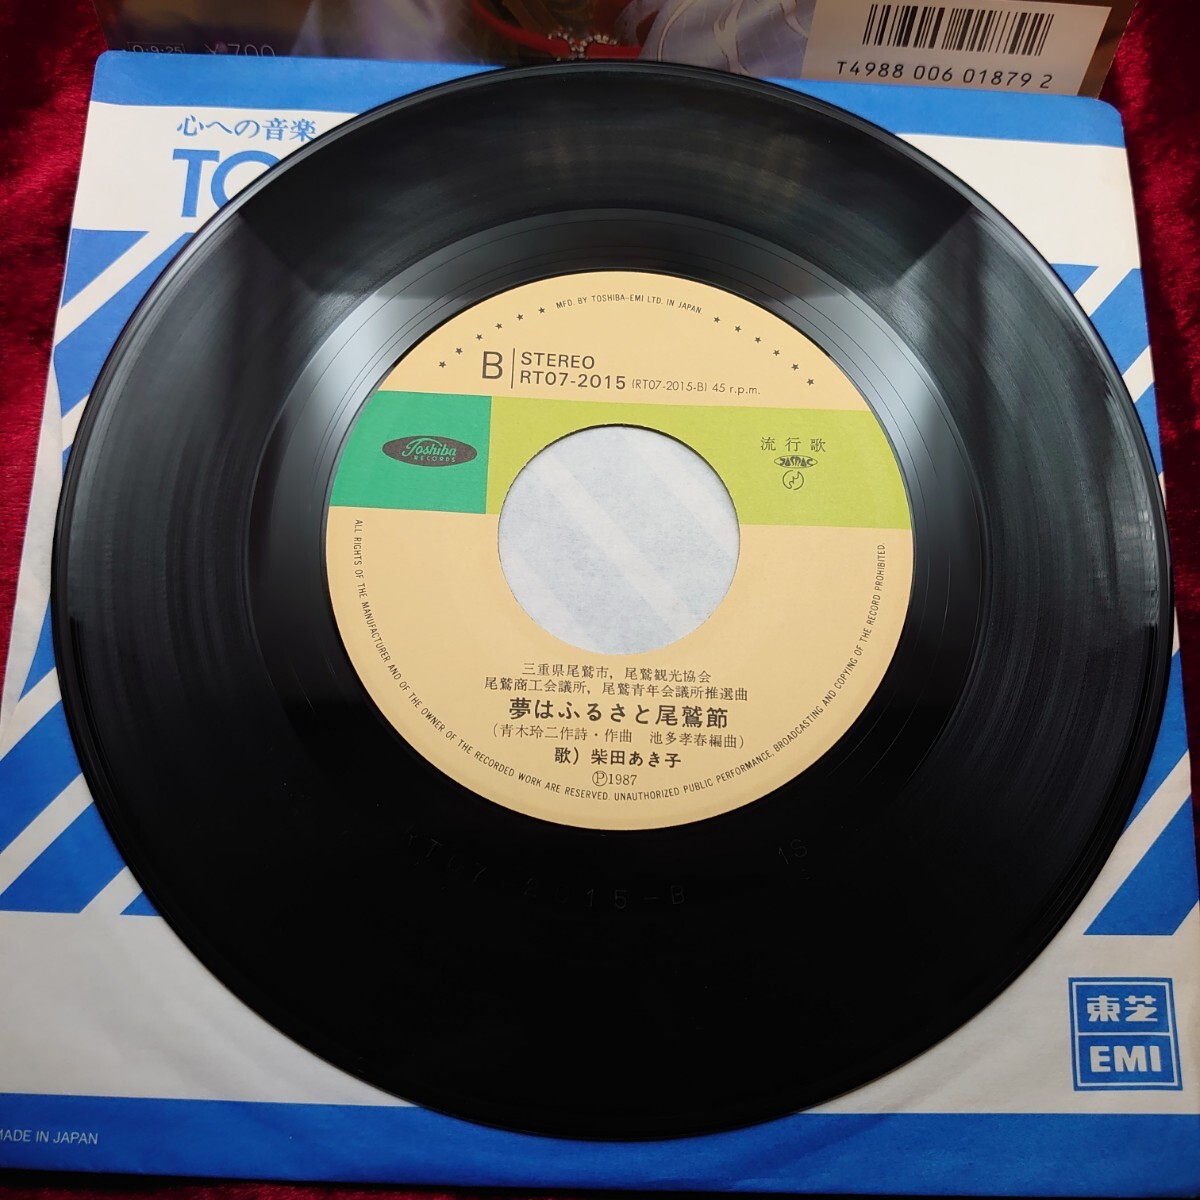 ¥700
T4988 006 01879 2
心への音楽
MFD. BY TOSHIBA-EMI LTD. IN JAPAN
B
STEREO
RT07-2015 (RT07-2015-B) 45 r.p.m.
Toshiba
RECORDS
流行歌
JASRAC
三重県尾鷲市, 尾鷲観光協会
尾鷲商工会議所, 尾鷲青年会議所推選曲
夢はふるさと尾鷲節
(青木玲二作詩・作曲 池多孝春編曲)
歌) 柴田あき子
Ⓟ1987
ALL RIGHTS OF THE MANUFACTURER AND OF THE OWNER OF THE RECORDED WORK ARE RESERVED. UNAUTHORIZED PUBLIC PERFORMANCE, BROADCASTING AND COPYING OF THE RECORD PROHIBITED
1S
東芝
EMI
MADE IN JAPAN